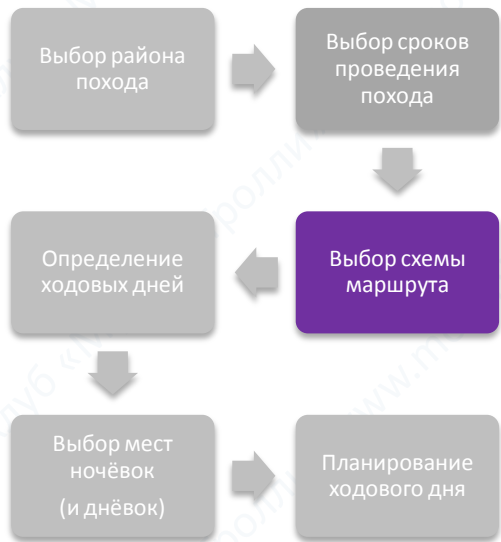 Выбор района
похода
Выбор сроков
проведения
похода
Выбор схемы
маршрута
Определение
ходовых дней
Выбор мест
ночёвок
(и днёвок)
Планирование
ходового дня